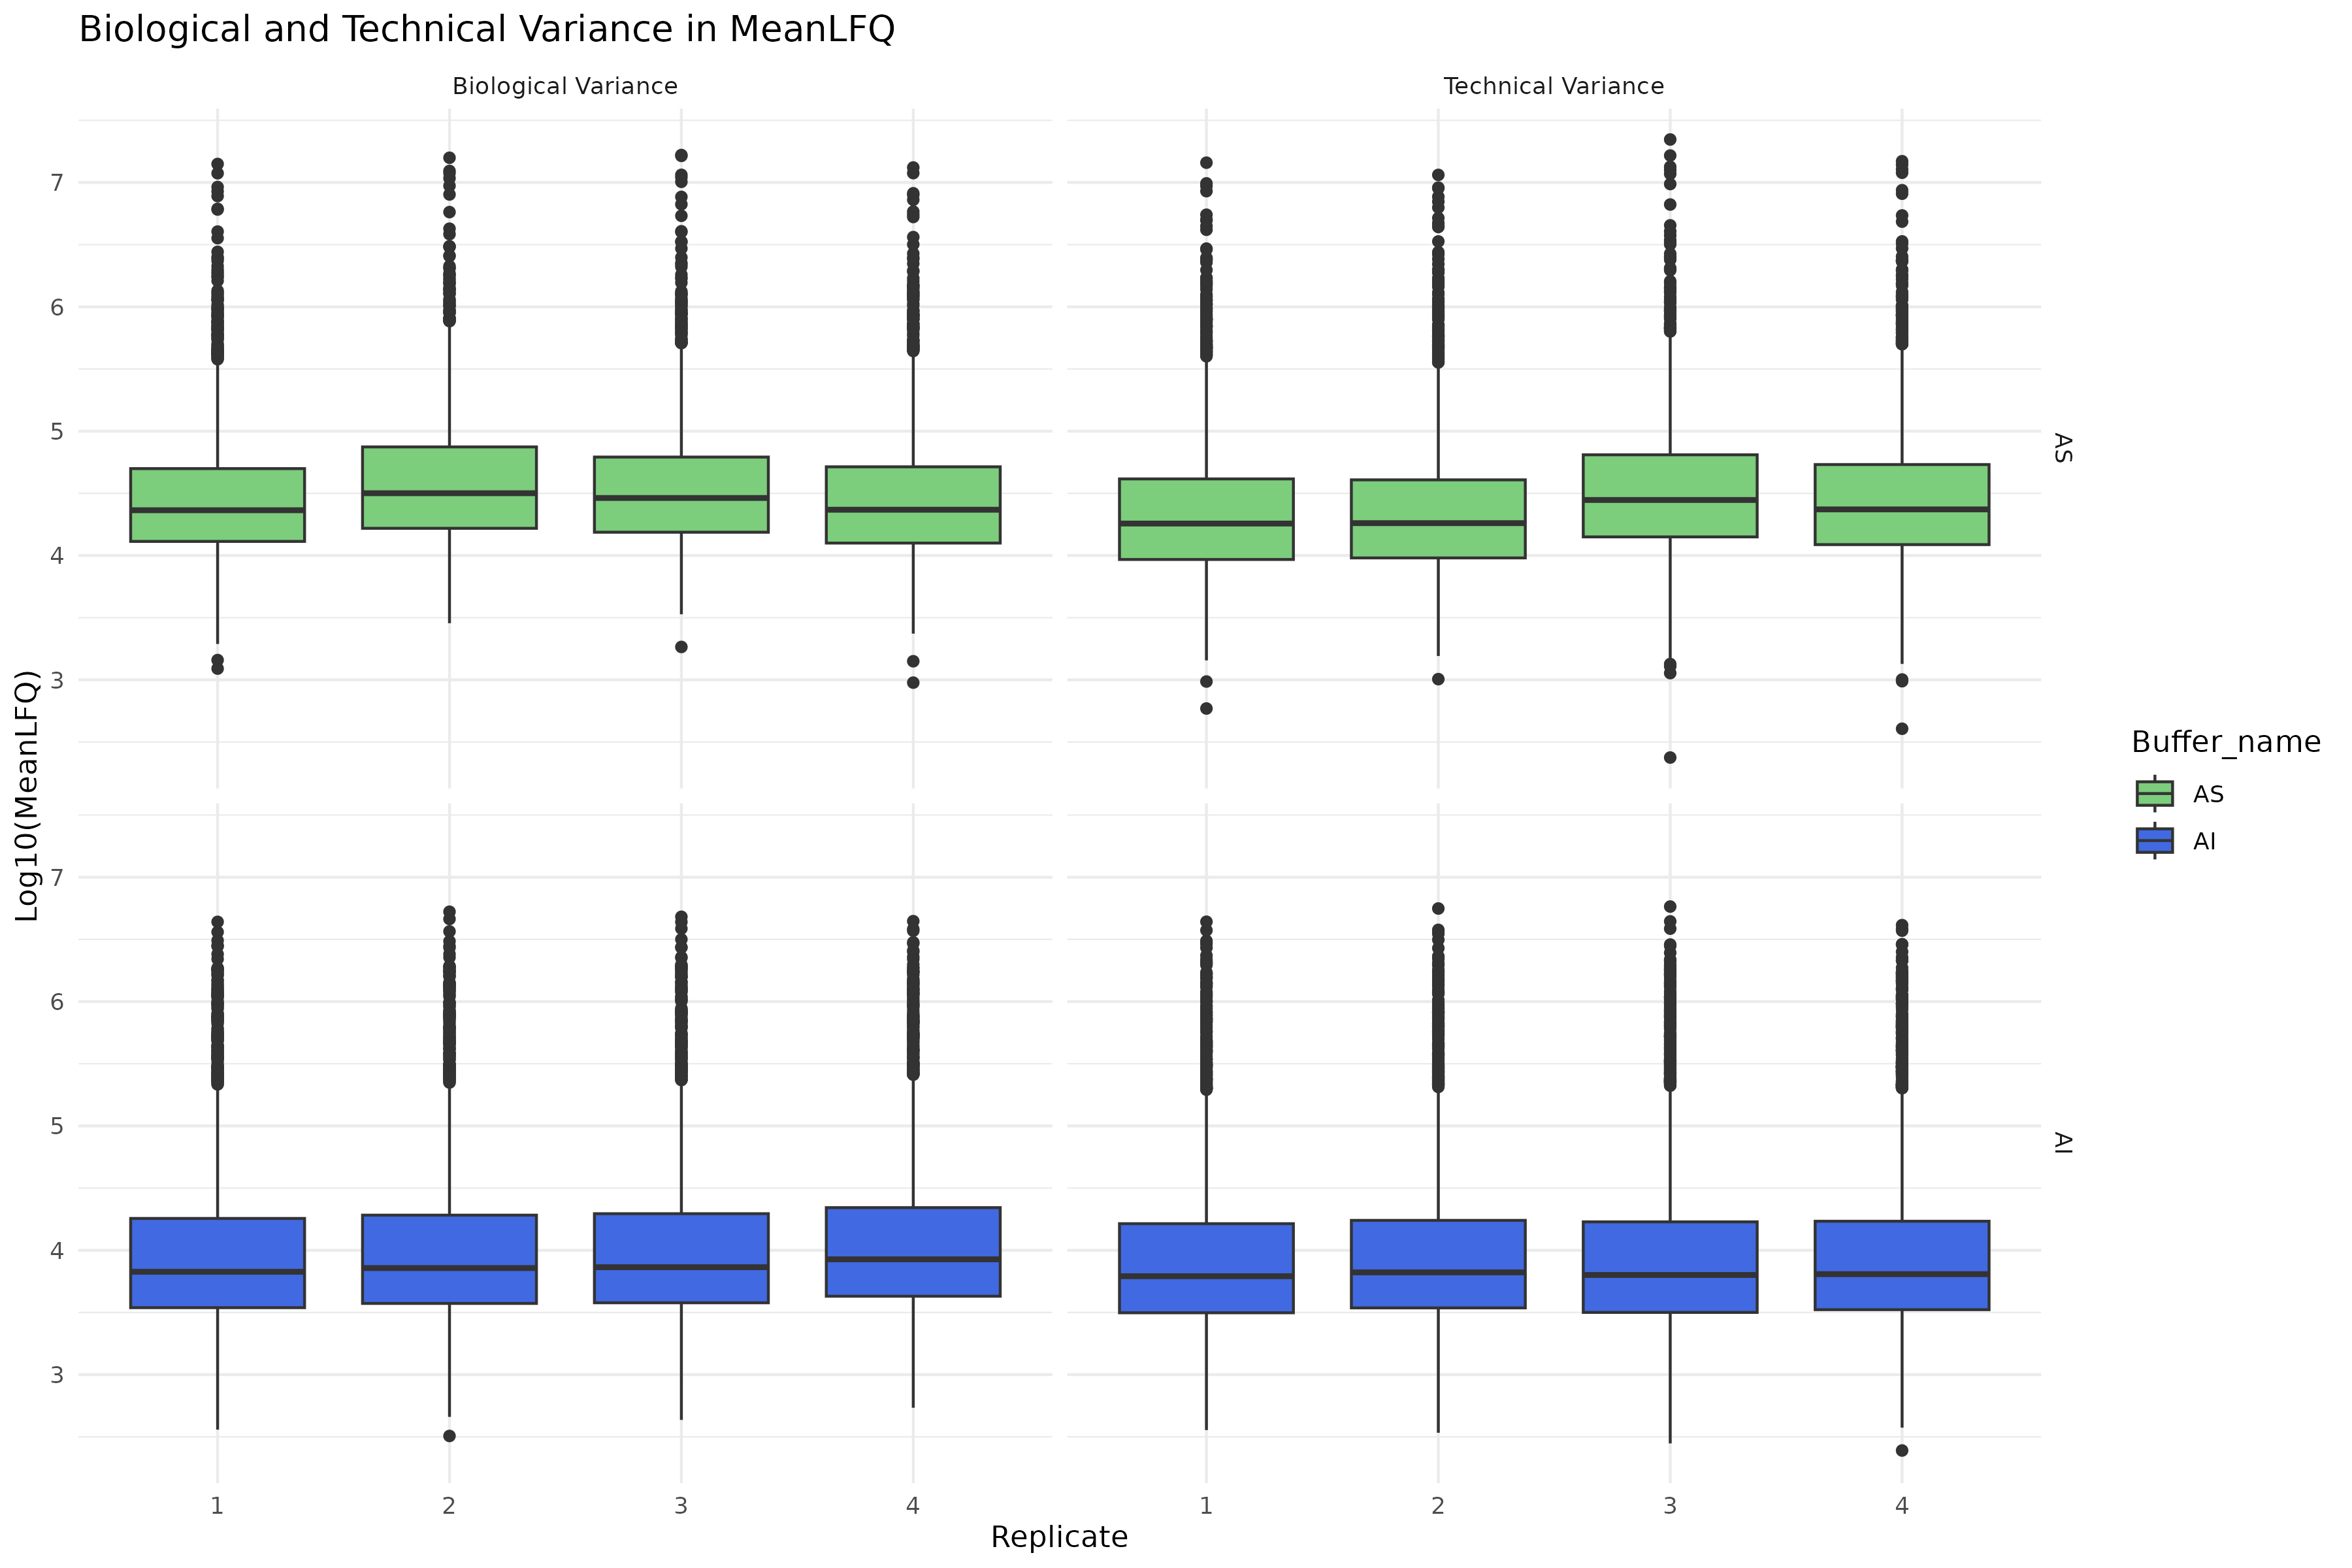 Biological and Technical Variance in MeanLFQ
Biological Variance
Technical Variance
7
6
5
4
3
AS
7
6
5
4
3
AI
Log10(MeanLFQ)
1
2
3
4
1
2
3
4
Replicate
Buffer_name
AS
AI